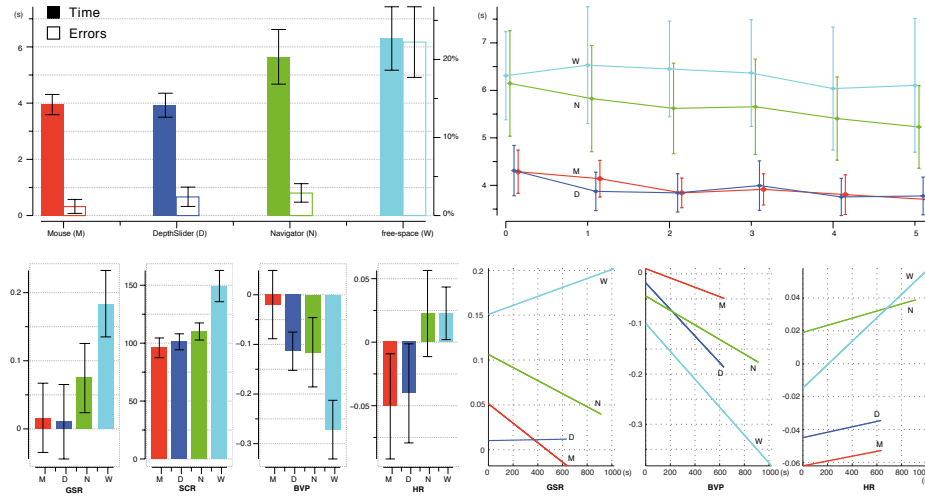 (s)
Time
Errors
6
4
2
0
20%
10%
0%
Mouse (M)
DepthSlider (D)
Navigator (N)
free-space (W)
(s)
7
6
5
4
W
N
M
D
0
1
2
3
4
5
0.2
0.1
0
M D N W
GSR
150
100
50
0
M D N W
SCR
0
-0.1
-0.2
-0.3
M D N W
BVP
0.05
0
-0.05
M D N W
HR
0.2
0.15
0.1
0.05
0
W
N
D
M
0 200 400 600 800 1000 (s)
GSR
0
-0.1
-0.2
-0.3
M
N
D
W
0 200 400 600 800 1000 (s)
BVP
0.04
0.02
0
-0.02
-0.04
-0.06
W
N
D
M
0 200 400 600 800 1000
(s)
HR